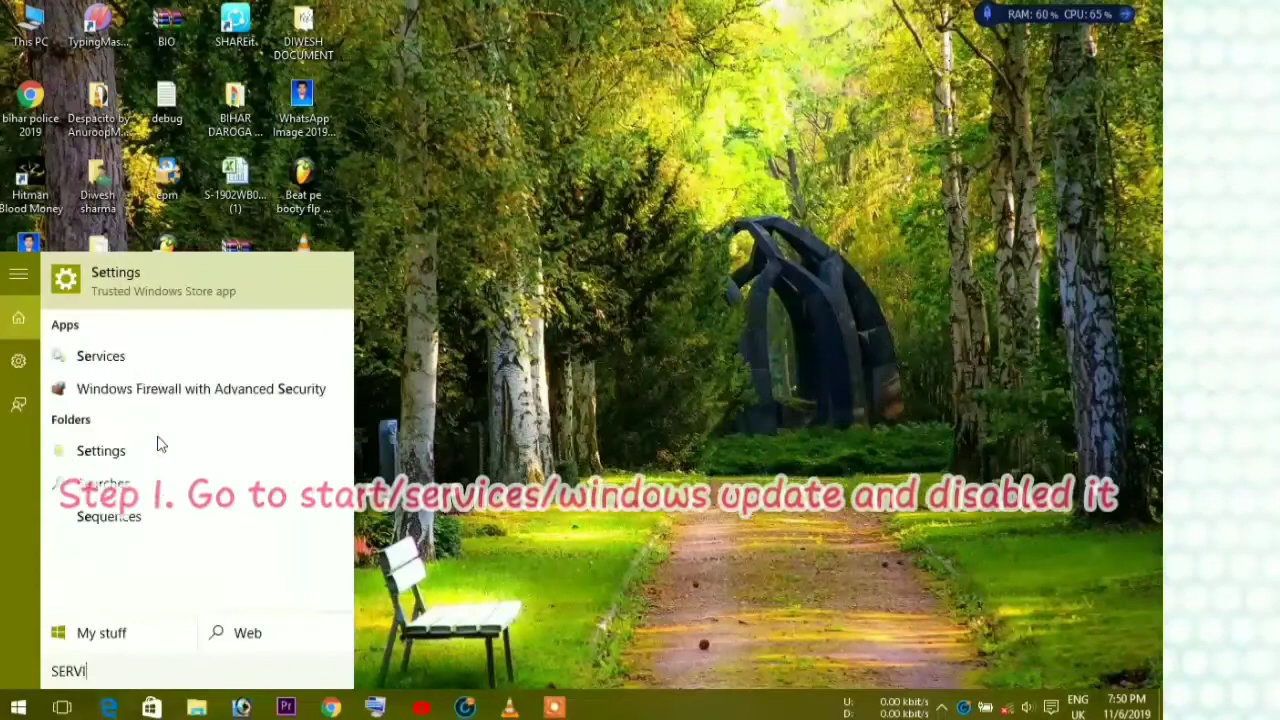 This PC
TypingMas...
BIO
SHAREit
DIWESH
DOCUMENT
RAM: 60% CPU: 65%
bihar police
2019
Despacito by
AnuroopM...
debug
BIHAR
DAROGA ...
WhatsApp
Image 2019...
Hitman
Blood Money
Diwesh
sharma
epm
S-1902WB0...
(1)
Beat pe
booty flp ...
Settings
Trusted Windows Store app
Apps
Services
Windows Firewall with Advanced Security
Folders
Settings
Searches
Step 1. Go to start/services/windows update and disabled it
Sequences
My stuff
Web
SERVI
Pr
U: 0.00 kbit/s
D: 0.00 kbit/s
ENG
UK
7:50 PM
11/6/2019